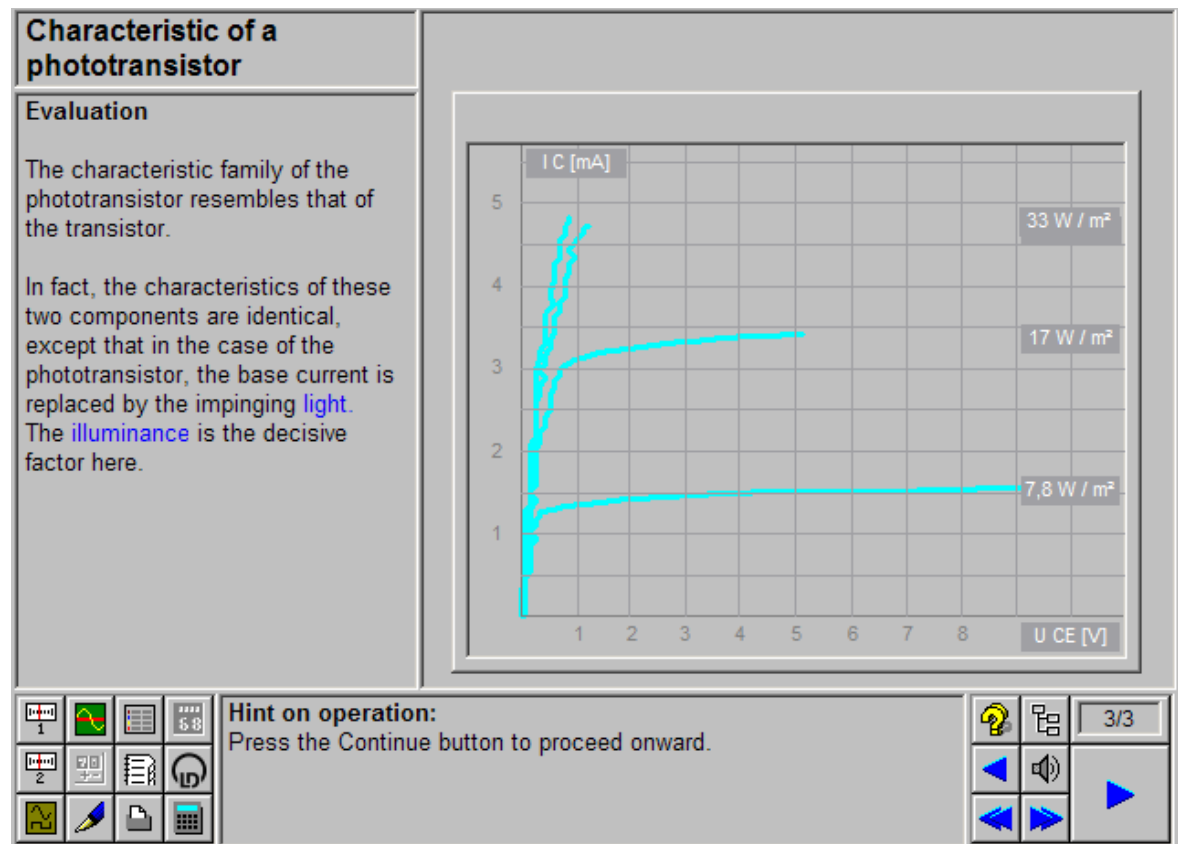 Characteristic of a
phototransistor
Evaluation
The characteristic family of the
phototransistor resembles that of
the transistor.
In fact, the characteristics of these
two components are identical,
except that in the case of the
phototransistor, the base current is
replaced by the impinging light.
The illuminance is the decisive
factor here.
I C [mA]
5
4
3
2
1
33 W / m²
17 W / m²
7,8 W / m²
1 2 3 4 5 6 7 8
U CE [V]
1
68
2
LD
Hint on operation:
Press the Continue button to proceed onward.
3/3